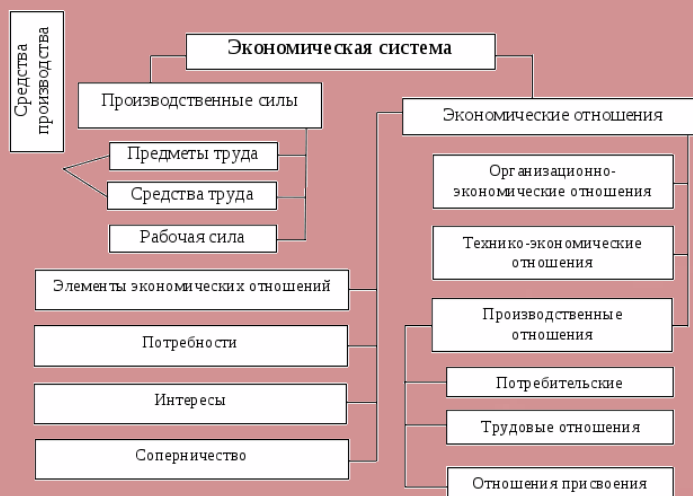 Средства
производства
Экономическая система
Производственные силы
Экономические отношения
Предметы труда
Средства труда
Рабочая сила
Организационно-
экономические отношения
Технико-экономические
отношения
Элементы экономических отношений
Производственные
отношения
Потребности
Потребительские
Интересы
Трудовые отношения
Соперничество
Отношения присвоения